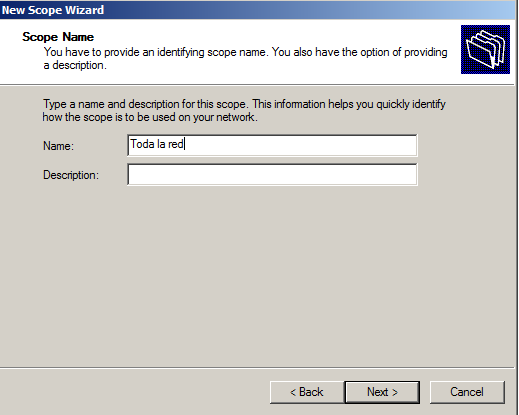 New Scope Wizard
Scope Name
You have to provide an identifying scope name. You also have the option of providing
a description.
Type a name and description for this scope. This information helps you quickly identify
how the scope is to be used on your network.
Name: Toda la red
Description:
< Back Next > Cancel